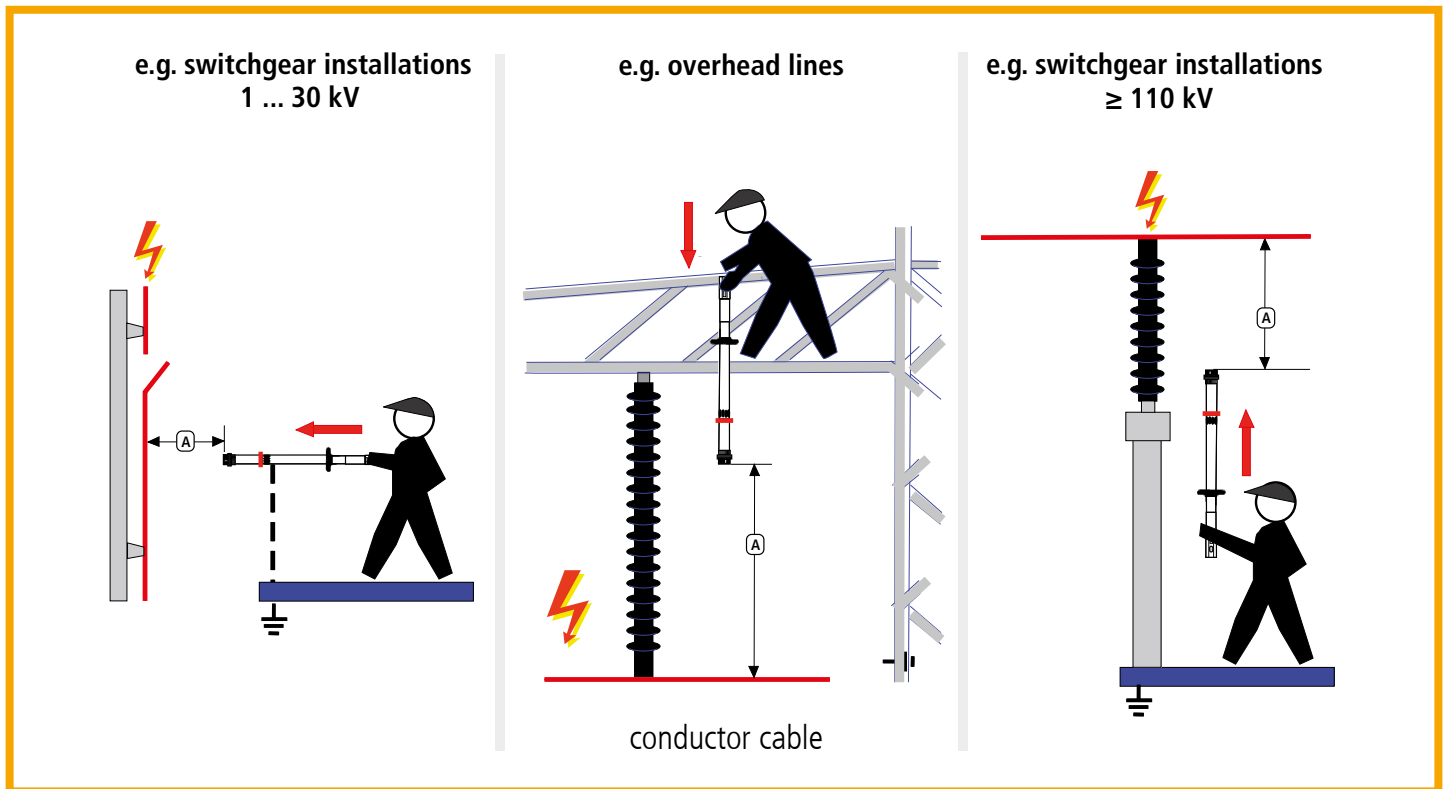 e.g. switchgear installations
1 ... 30 kV
A
e.g. overhead lines
A
conductor cable
e.g. switchgear installations
≥ 110 kV
A